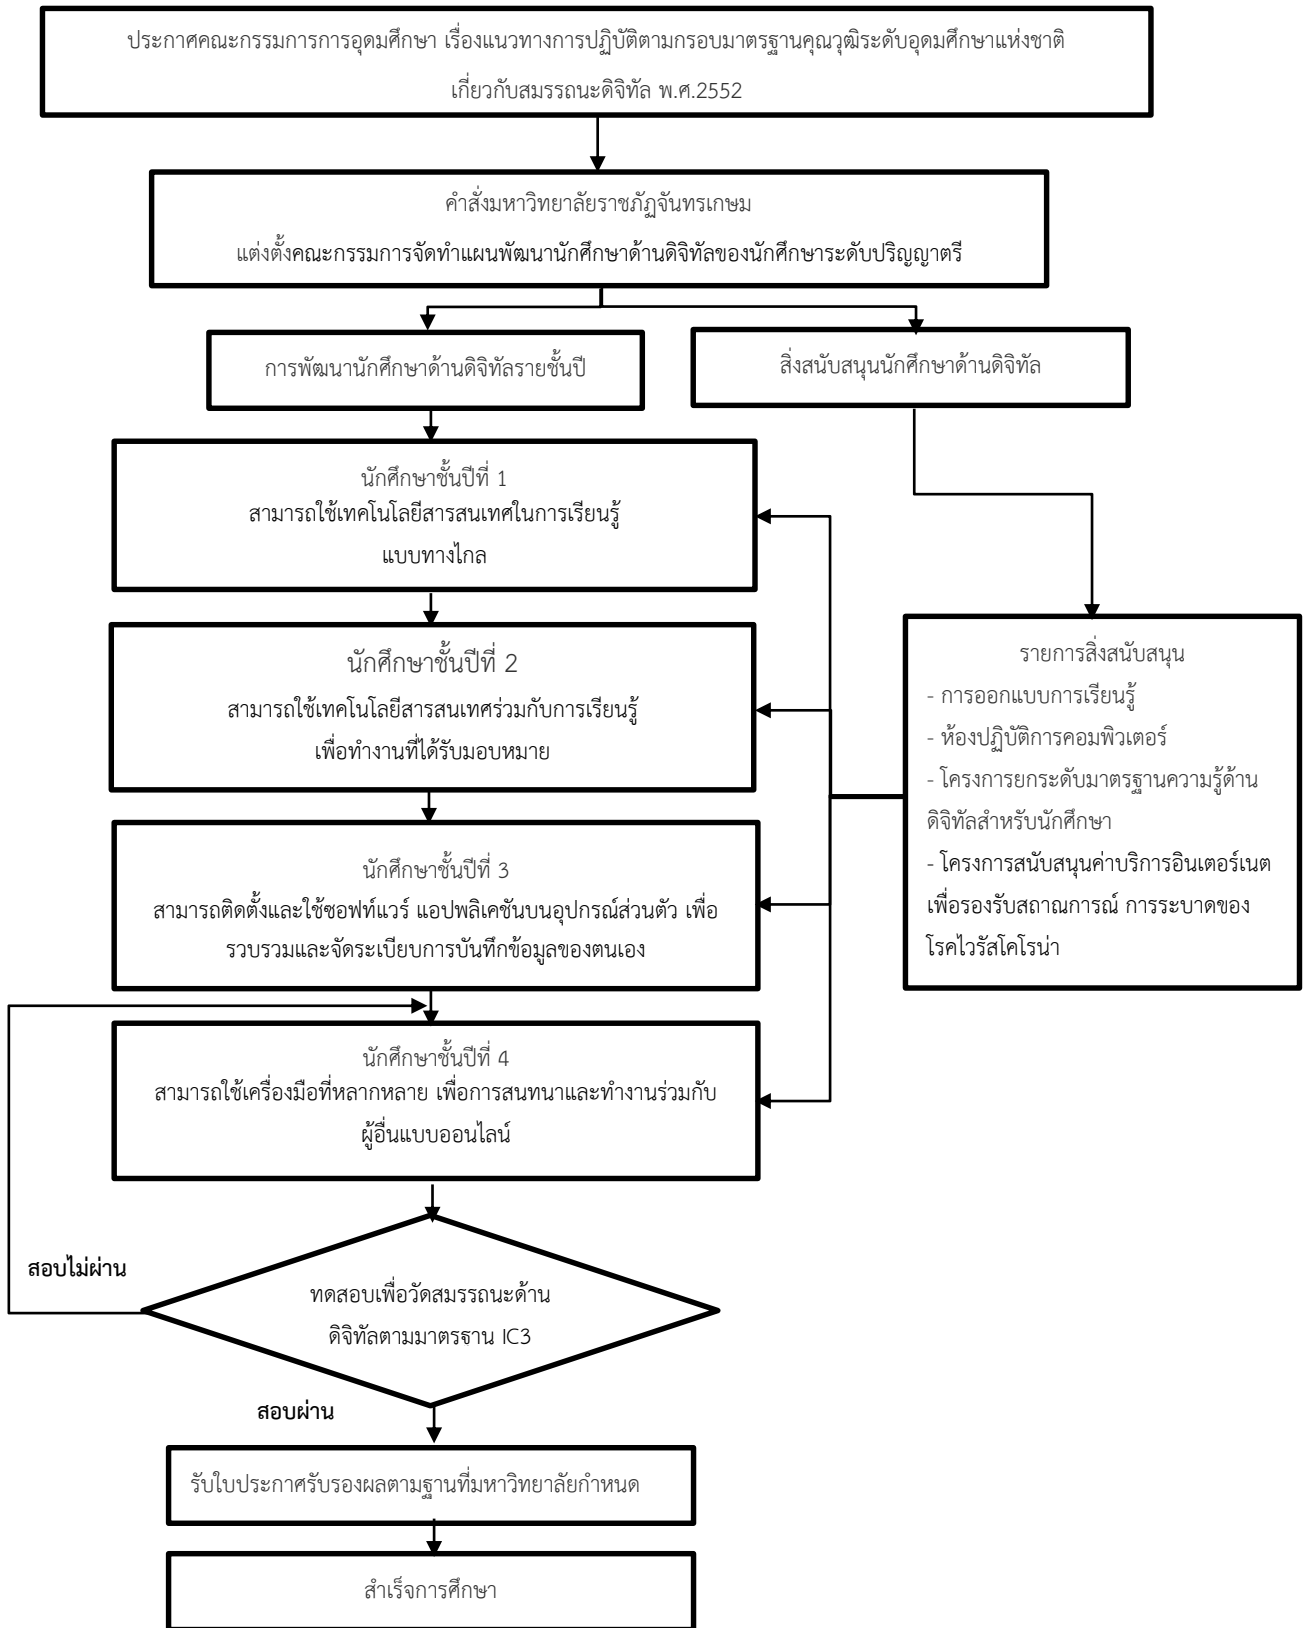 ประกาศคณะกรรมการการอุดมศึกษา เรื่องแนวทางการปฏิบัติตามกรอบมาตรฐานคุณวุฒิระดับอุดมศึกษาแห่งชาติ
เกี่ยวกับสมรรถนะดิจิทัล พ.ศ.2552
คำสั่งมหาวิทยาลัยราชภัฏจันทรเกษม
แต่งตั้งคณะกรรมการจัดทำแผนพัฒนานักศึกษาด้านดิจิทัลของนักศึกษาระดับปริญญาตรี
การพัฒนานักศึกษาด้านดิจิทัลรายชั้นปี
สิ่งสนับสนุนนักศึกษาด้านดิจิทัล
นักศึกษาชั้นปีที่ 1
สามารถใช้เทคโนโลยีสารสนเทศในการเรียนรู้
แบบทางไกล
นักศึกษาชั้นปีที่ 2
สามารถใช้เทคโนโลยีสารสนเทศร่วมกับการเรียนรู้
เพื่อทำงานที่ได้รับมอบหมาย
รายการสิ่งสนับสนุน
- การออกแบบการเรียนรู้
- ห้องปฏิบัติการคอมพิวเตอร์
- โครงการยกระดับมาตรฐานความรู้ด้าน
ดิจิทัลสำหรับนักศึกษา
- โครงการสนับสนุนค่าบริการอินเตอร์เนต
เพื่อรองรับสถาณการณ์ การระบาดของ
โรคไวรัสโคโรน่า
นักศึกษาชั้นปีที่ 3
สามารถติดตั้งและใช้ซอฟท์แวร์ แอปพลิเคชันบนอุปกรณ์ส่วนตัว เพื่อ
รวบรวมและจัดระเบียบการบันทึกข้อมูลของตนเอง
นักศึกษาชั้นปีที่ 4
สามารถใช้เครื่องมือที่หลากหลาย เพื่อการสนทนาและทำงานร่วมกับ
ผู้อื่นแบบออนไลน์
สอบไม่ผ่าน
ทดสอบเพื่อวัดสมรรถนะด้าน
ดิจิทัลตามมาตรฐาน IC3
สอบผ่าน
รับใบประกาศรับรองผลตามฐานที่มหาวิทยาลัยกำหนด
สำเร็จการศึกษา